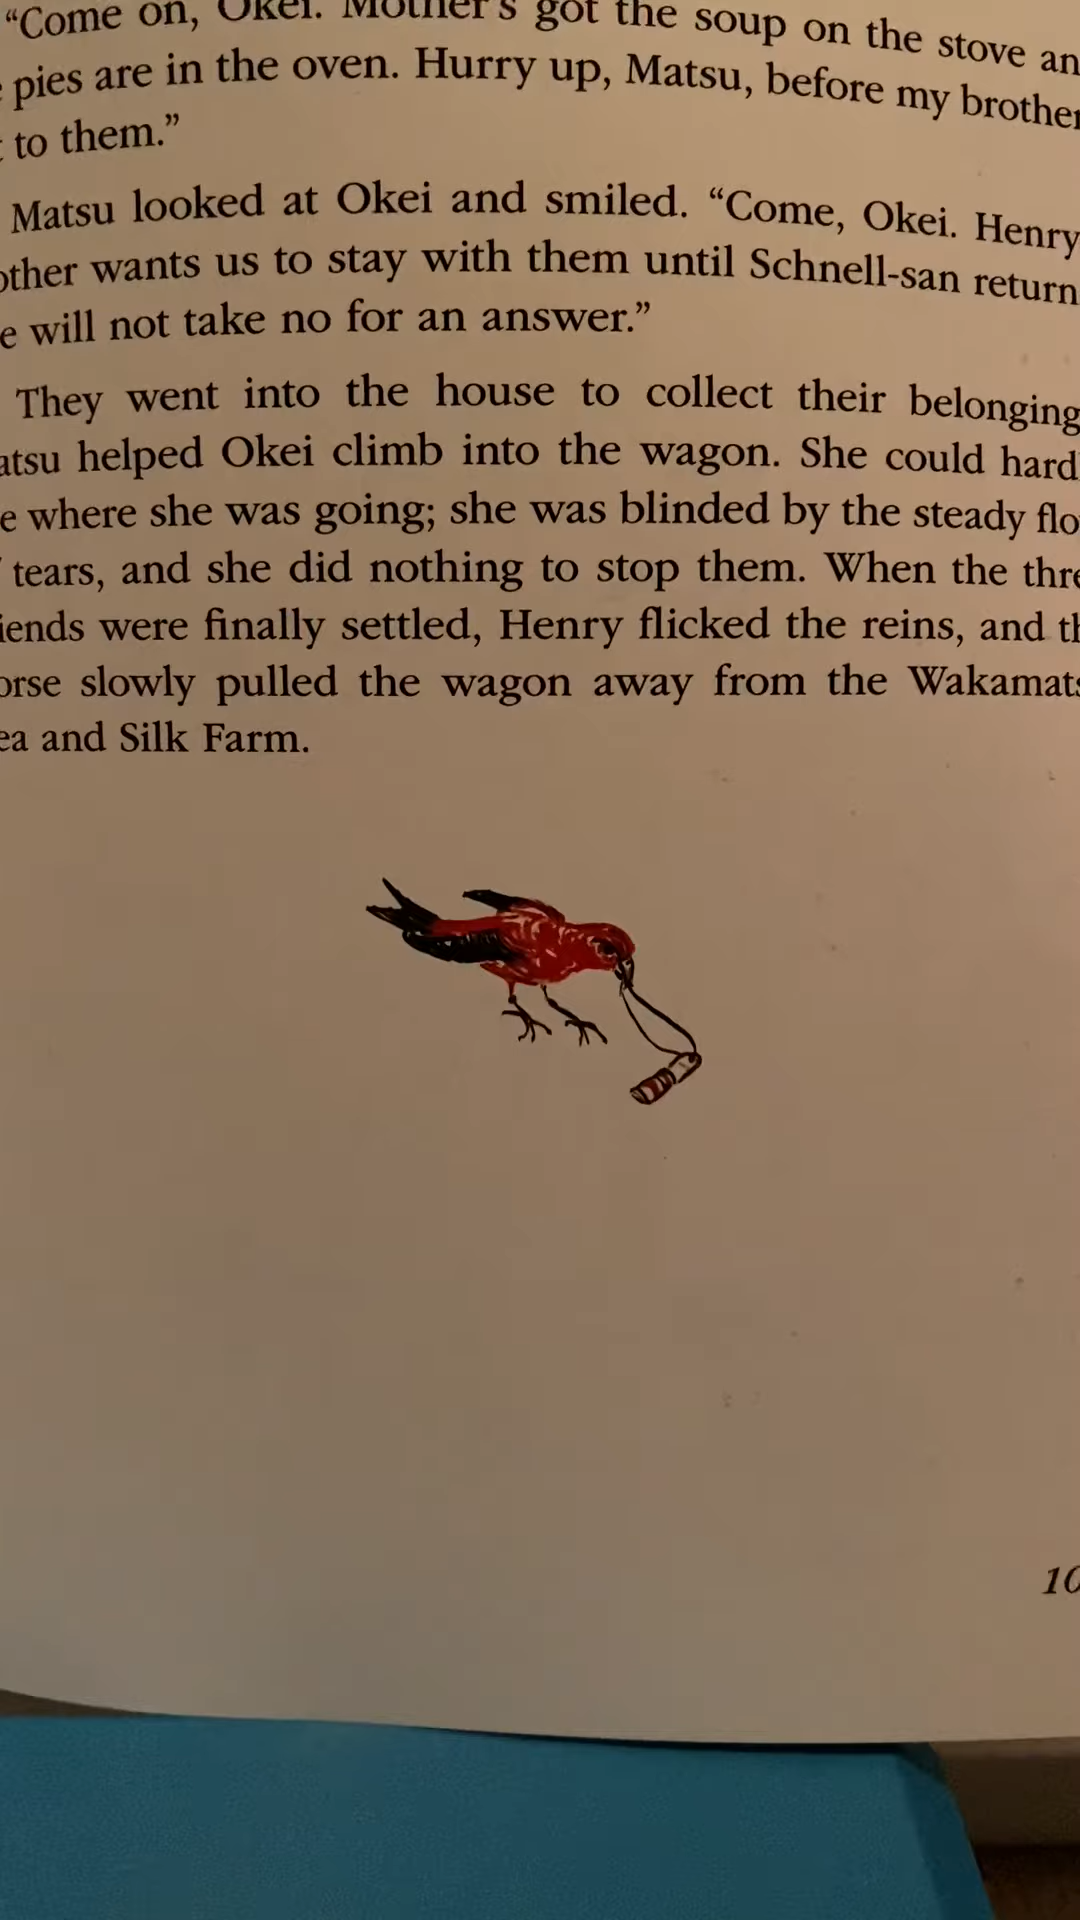 “Come on, Okei. Mother's got the soup on the stove an
pies are in the oven. Hurry up, Matsu, before my brother
to them.”
Matsu looked at Okei and smiled. “Come, Okei. Henry
other wants us to stay with them until Schnell-san return
e will not take no for an answer.”
They went into the house to collect their belonging
atsu helped Okei climb into the wagon. She could hard
e where she was going; she was blinded by the steady flo
tears, and she did nothing to stop them. When the thre
iends were finally settled, Henry flicked the reins, and th
orse slowly pulled the wagon away from the Wakamats
ea and Silk Farm.
10